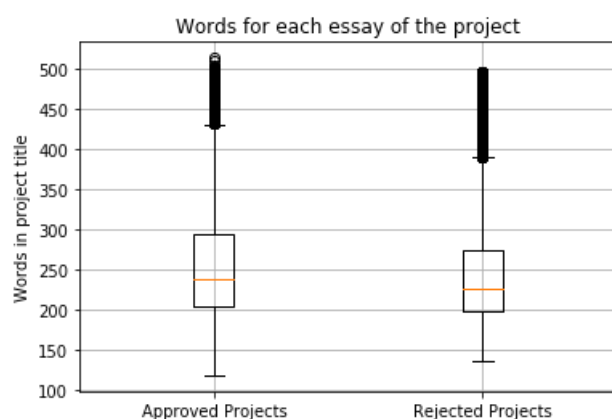 Words for each essay of the project
Words in project title
500
450
400
350
300
250
200
150
100
Approved Projects
Rejected Projects